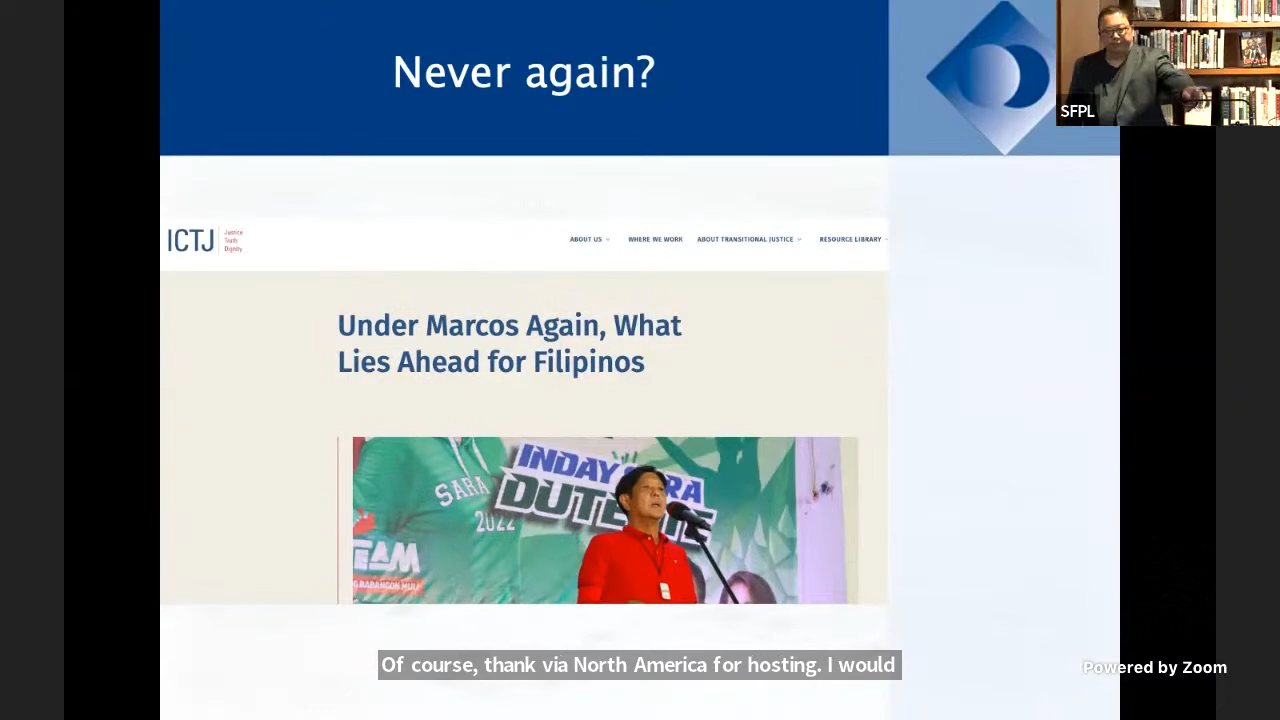 Never again?
SFPL
ICTJ
Justice
Truth
Dignity
ABOUT US
WHERE WE WORK
ABOUT TRANSITIONAL JUSTICE
RESOURCE LIBRARY
Under Marcos Again, What
Lies Ahead for Filipinos
INDAY SARA
DUTERTE
SARA
2022
TEAM
BABANGON MULI
Of course, thank via North America for hosting. I would
Powered by Zoom